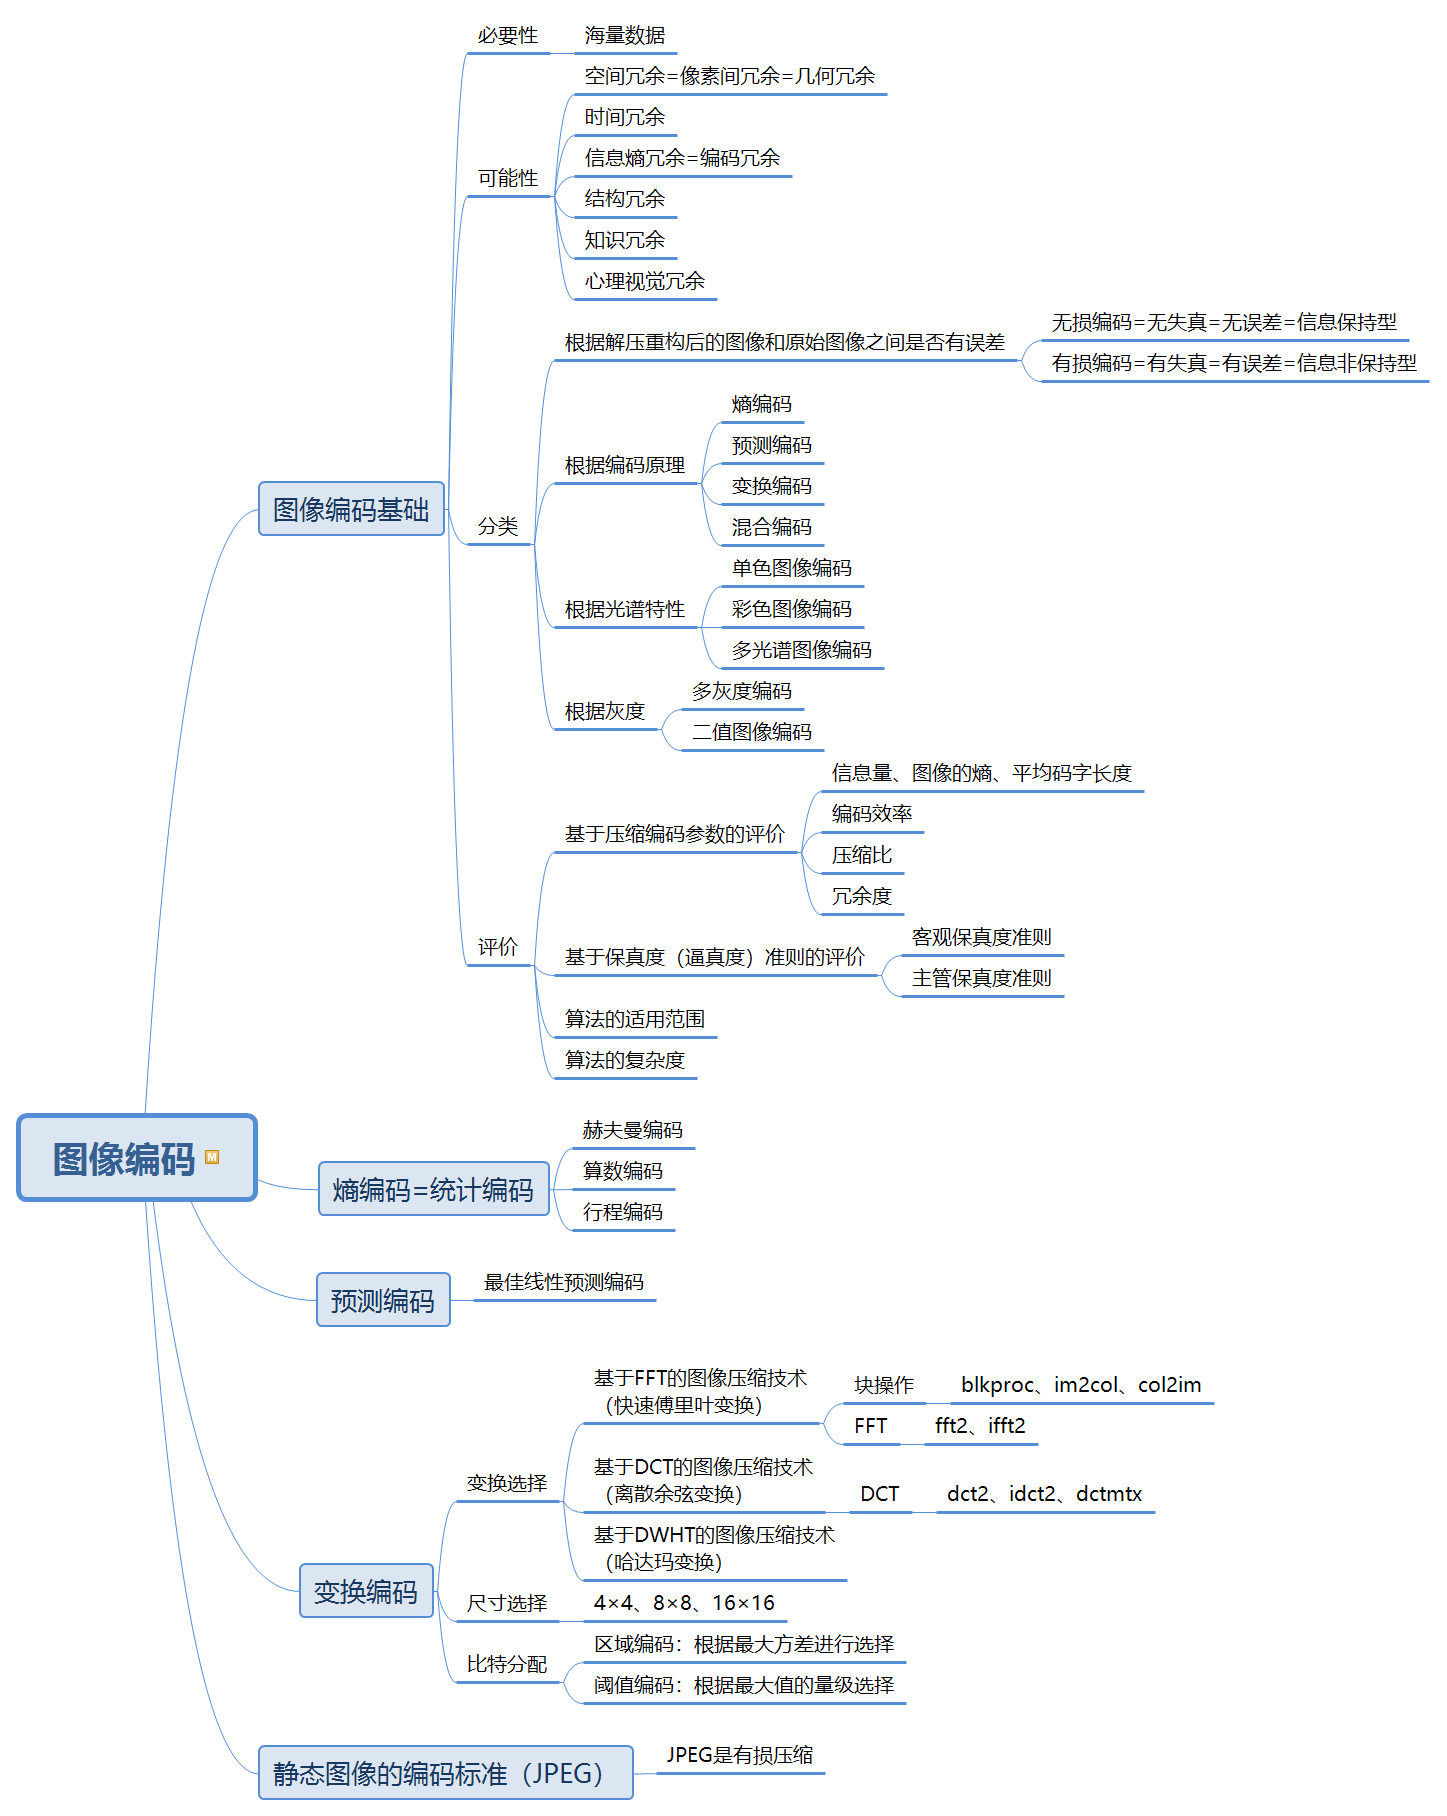 图像编码
M
图像编码基础
必要性
海量数据
可能性
空间冗余=像素间冗余=几何冗余
时间冗余
信息熵冗余=编码冗余
结构冗余
知识冗余
心理视觉冗余
分类
根据解压重构后的图像和原始图像之间是否有误差
无损编码=无失真=无误差=信息保持型
有损编码=有失真=有误差=信息非保持型
根据编码原理
熵编码
预测编码
变换编码
混合编码
根据光谱特性
单色图像编码
彩色图像编码
多光谱图像编码
根据灰度
多灰度编码
二值图像编码
评价
基于压缩编码参数的评价
信息量、图像的熵、平均码字长度
编码效率
压缩比
冗余度
基于保真度（逼真度）准则的评价
客观保真度准则
主管保真度准则
算法的适用范围
算法的复杂度
熵编码=统计编码
赫夫曼编码
算数编码
行程编码
预测编码
最佳线性预测编码
变换编码
变换选择
基于FFT的图像压缩技术
（快速傅里叶变换）
块操作
blkproc、im2col、col2im
FFT
fft2、ifft2
基于DCT的图像压缩技术
（离散余弦变换）
DCT
dct2、idct2、dctmtx
基于DWHT的图像压缩技术
（哈达玛变换）
尺寸选择
4×4、8×8、16×16
比特分配
区域编码：根据最大方差进行选择
阈值编码：根据最大值的量级选择
静态图像的编码标准（JPEG）
JPEG是有损压缩